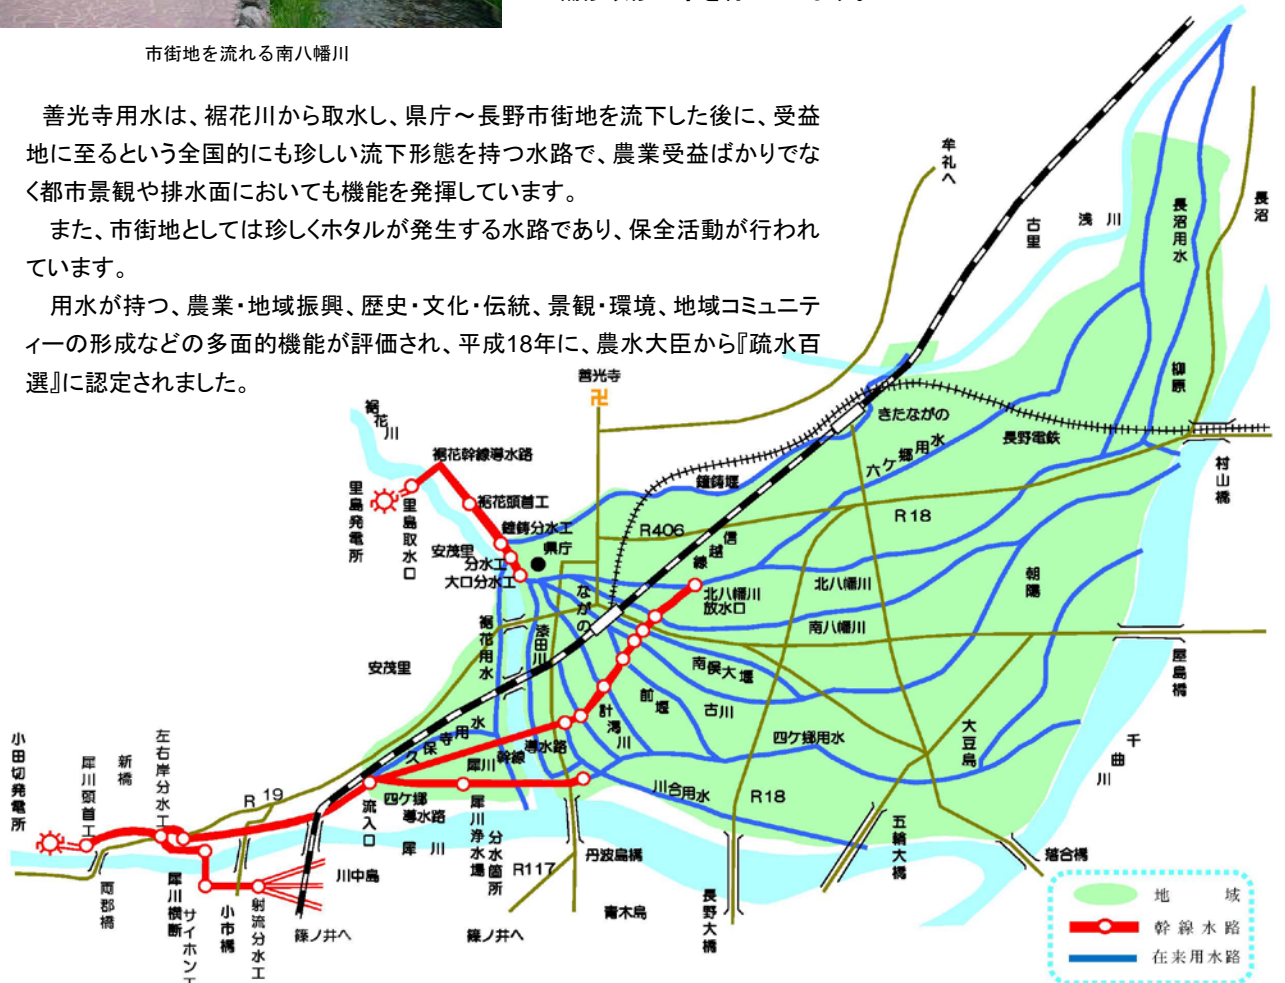 市街地を流れる南八幡川
善光寺用水は、裾花川から取水し、県庁～長野市街地を流下した後に、受益
地に至るという全国的にも珍しい流下形態を持つ水路で、農業受益ばかりでな
く都市景観や排水面においても機能を発揮しています。
また、市街地としては珍しくホタルが発生する水路であり、保全活動が行われ
ています。
用水が持つ、農業・地域振興、歴史・文化・伝統、景観・環境、地域コミュニテ
ィーの形成などの多面的機能が評価され、平成18年に、農水大臣から『疏水百
選』に認定されました。
牟礼へ
古里
浅川
長沼用水
長沼
柳原
善光寺
裾花川
きたながの
長野電鉄
六ケ郷用水
村山橋
裾花幹線導水路
鐘鋳堰
里島発電所
里島取水口
裾花頭首工
鐘鋳分水工
安茂里
分水工
大口分水工
県庁
R406
R18
信越線
ながの
北八幡川
放水口
北八幡川
朝陽
裾花用水
漆田川
南八幡川
屋島橋
安茂里
南俣大堰
前堰
古川
計渇川
四ケ郷用水
大豆島
千曲川
久保寺用水
犀川幹線導水路
小田切発電所
犀川頭首工
新橋
左右岸分水工
R 19
流入口
四ケ郷
導水路
犀川
犀川浄水場
分水箇所
川合用水
R18
五輪大橋
落合橋
丹波島橋
R117
川中島
両郡橋
犀川横断
サイホン工
小市橋
射流分水工
篠ノ井へ
篠ノ井へ
青木島
長野大橋
地域
幹線水路
在来用水路